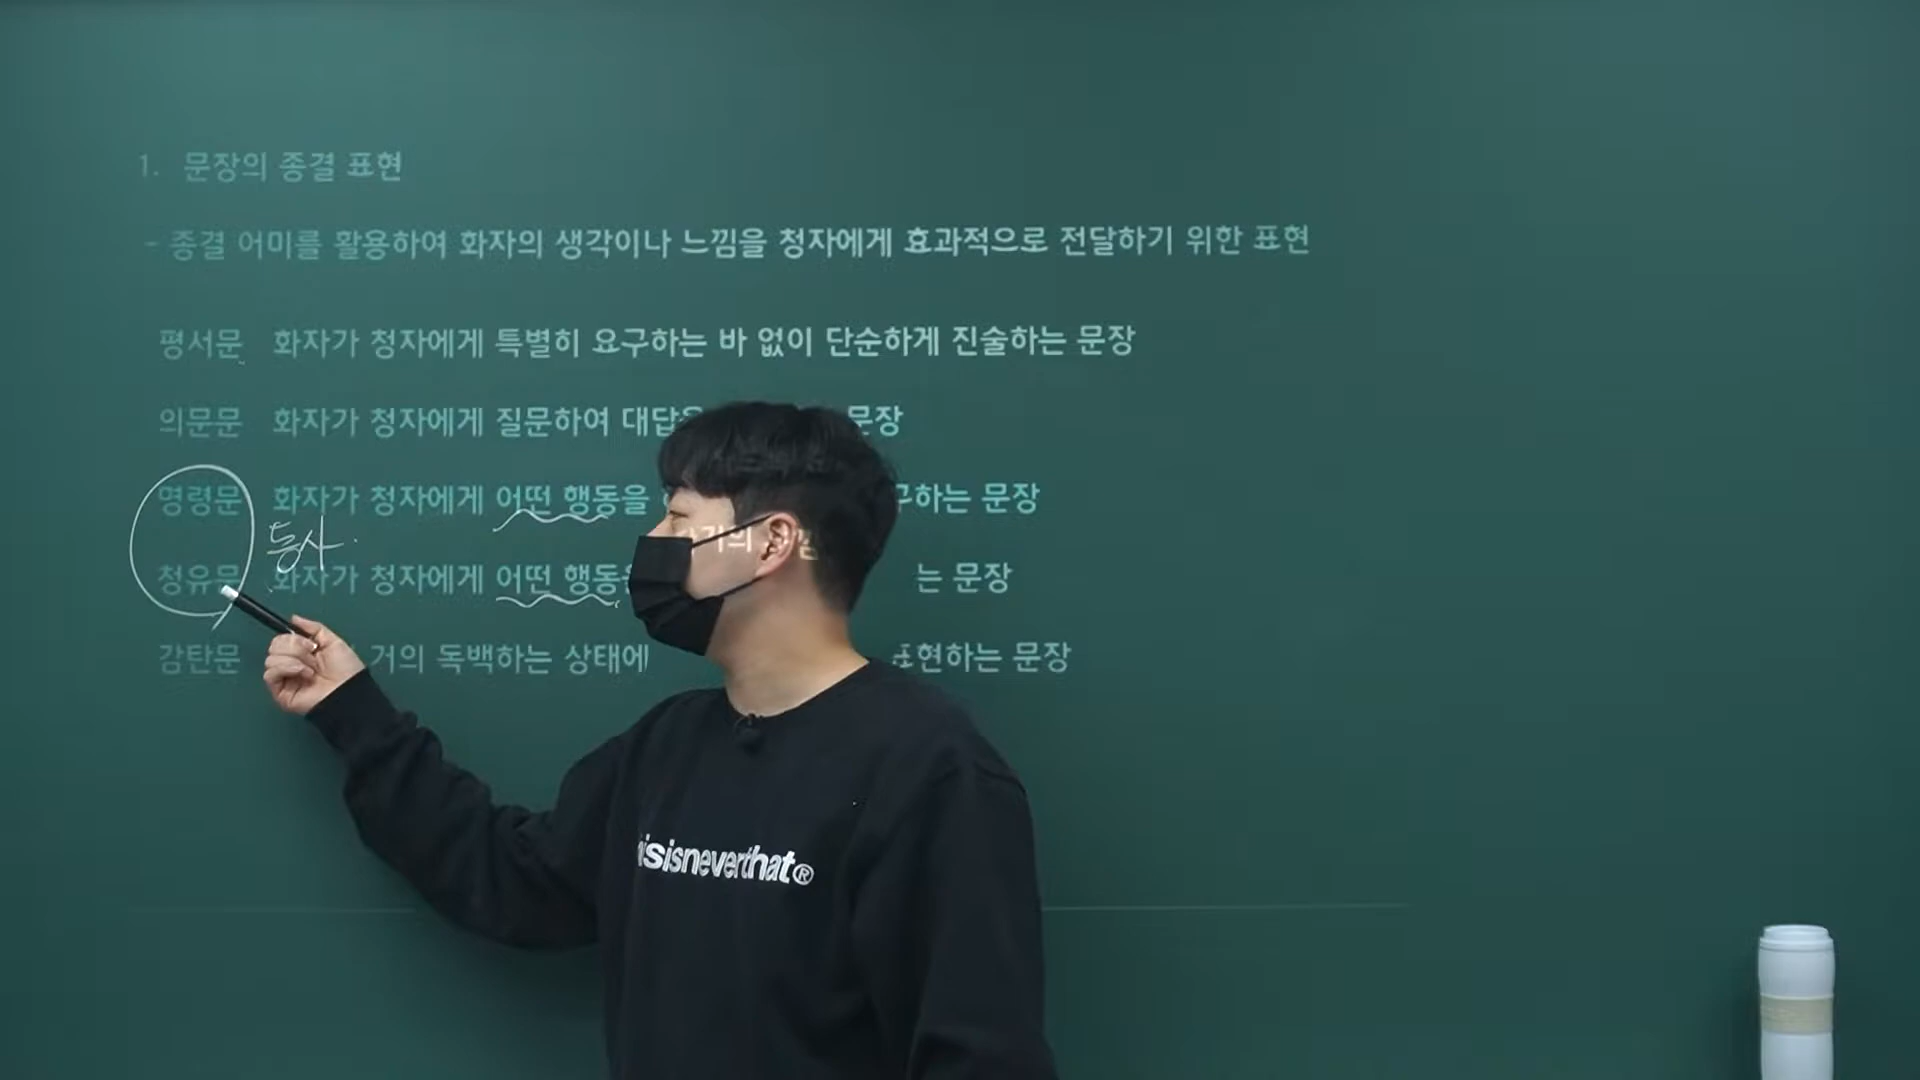 1. 문장의 종결 표현
- 종결 어미를 활용하여 화자의 생각이나 느낌을 청자에게 효과적으로 전달하기 위한 표현
평서문 화자가 청자에게 특별히 요구하는 바 없이 단순하게 진술하는 문장
의문문 화자가 청자에게 질문하여 문장
명령문 화자가 청자에게 어떤 행동을 구하는 문장
동사.
청유문 화자가 청자에게 어떤 행동 는 문장
감탄문 거의 독백하는 상태에 표현하는 문장
isisneverthat®